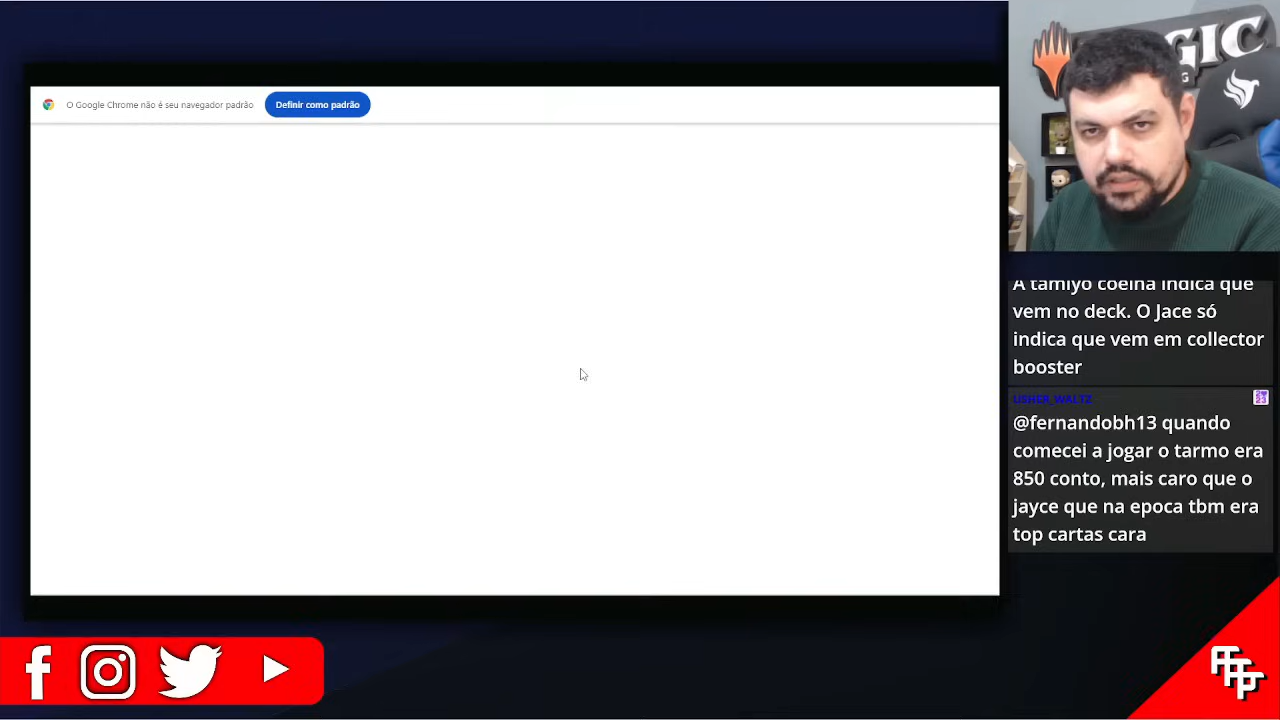 O Google Chrome não é seu navegador padrão
Definir como padrão
GIC
A tamiyo coelha indica que
vem no deck. O Jace só
indica que vem em collector
booster
USHER_WALTZ
@fernandobh13 quando
comecei a jogar o tarmo era
850 conto, mais caro que o
jayce que na epoca tbm era
top cartas cara